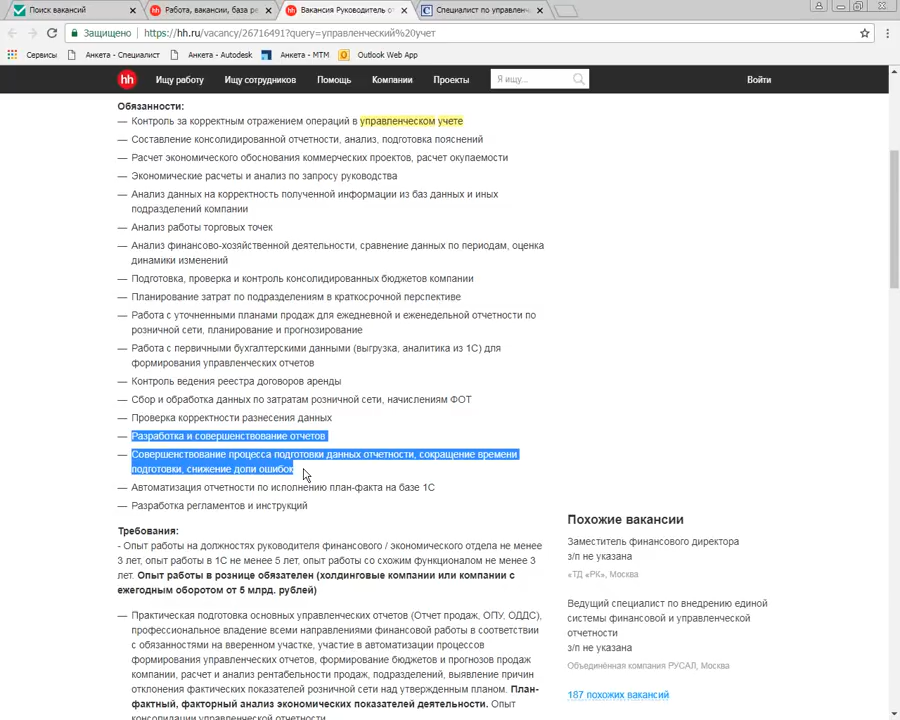 Поиск вакансий
Работа, вакансии, база ре
Вакансия Руководитель от
Специалист по управлен
Защищено
https://hh.ru/vacancy/26716491?query=управленческий%20учет
Сервисы
Анкета - Специалист
Анкета - Autodesk
Анкета - МТМ
Outlook Web App
hh
Ищу работу
Ищу сотрудников
Помощь
Компании
Проекты
Я ищу...
Войти
Обязанности:
— Контроль за корректным отражением операций в управленческом учете
— Составление консолидированной отчетности, анализ, подготовка пояснений
— Расчет экономического обоснования коммерческих проектов, расчет окупаемости
— Экономические расчеты и анализ по запросу руководства
— Анализ данных на корректность полученной информации из баз данных и иных
подразделений компании
— Анализ работы торговых точек
— Анализ финансово-хозяйственной деятельности, сравнение данных по периодам, оценка
динамики изменений
— Подготовка, проверка и контроль консолидированных бюджетов компании
— Планирование затрат по подразделениям в краткосрочной перспективе
— Работа с уточненными планами продаж для ежедневной и еженедельной отчетности по
розничной сети, планирование и прогнозирование
— Работа с первичными бухгалтерскими данными (выгрузка, аналитика из 1С) для
формирования управленческих отчетов
— Контроль ведения реестра договоров аренды
— Сбор и обработка данных по затратам розничной сети, начислениям ФОТ
— Проверка корректности разнесения данных
— Разработка и совершенствование отчетов
— Совершенствование процесса подготовки данных отчетности, сокращение времени
подготовки, снижение доли ошибок
— Автоматизация отчетности по исполнению план-факта на базе 1С
— Разработка регламентов и инструкций
Требования:
- Опыт работы на должностях руководителя финансового / экономического отдела не менее
3 лет, опыт работы в 1С не менее 5 лет, опыт работы со схожим функционалом не менее 3
лет. Опыт работы в рознице обязателен (холдинговые компании или компании с
ежегодным оборотом от 5 млрд. рублей)
— Практическая подготовка основных управленческих отчетов (Отчет продаж, ОПУ, ОДДС),
профессиональное владение всеми направлениями финансовой работы в соответствии
с обязанностями на вверенном участке, участие в автоматизации процессов
формирования управленческих отчетов, формирование бюджетов и прогнозов продаж
компании, расчет и анализ рентабельности продаж, подразделений, выявление причин
отклонения фактических показателей розничной сети над утвержденным планом. План-
фактный, факторный анализ экономических показателей деятельности. Опыт
консолидации управленческой отчетности
Похожие вакансии
Заместитель финансового директора
з/п не указана
«ТД «РК», Москва
Ведущий специалист по внедрению единой
системы финансовой и управленческой
отчетности
з/п не указана
Объединённая компания РУСАЛ, Москва
187 похожих вакансий